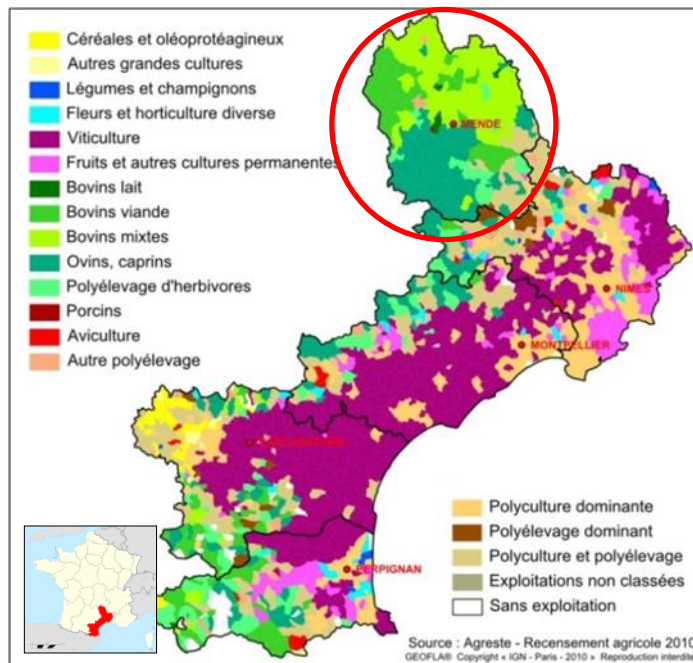 Céréales et oléoprotéagineux
Autres grandes cultures
Légumes et champignons
Fleurs et horticulture diverse
Viticulture
Fruits et autres cultures permanentes
Bovins lait
Bovins viande
Bovins mixtes
Ovins, caprins
Polyélevage d'herbivores
Porcins
Aviculture
Autre polyélevage
MENDE
NIMES
MONTPELLIER
PERPIGNAN
Polyculture dominante
Polyélevage dominant
Polyculture et polyélevage
Exploitations non classées
Sans exploitation
Source : Agreste - Recensement agricole 2010
GEOFLA® Copyright « IGN - Paris - 2010 » Reproduction interdite